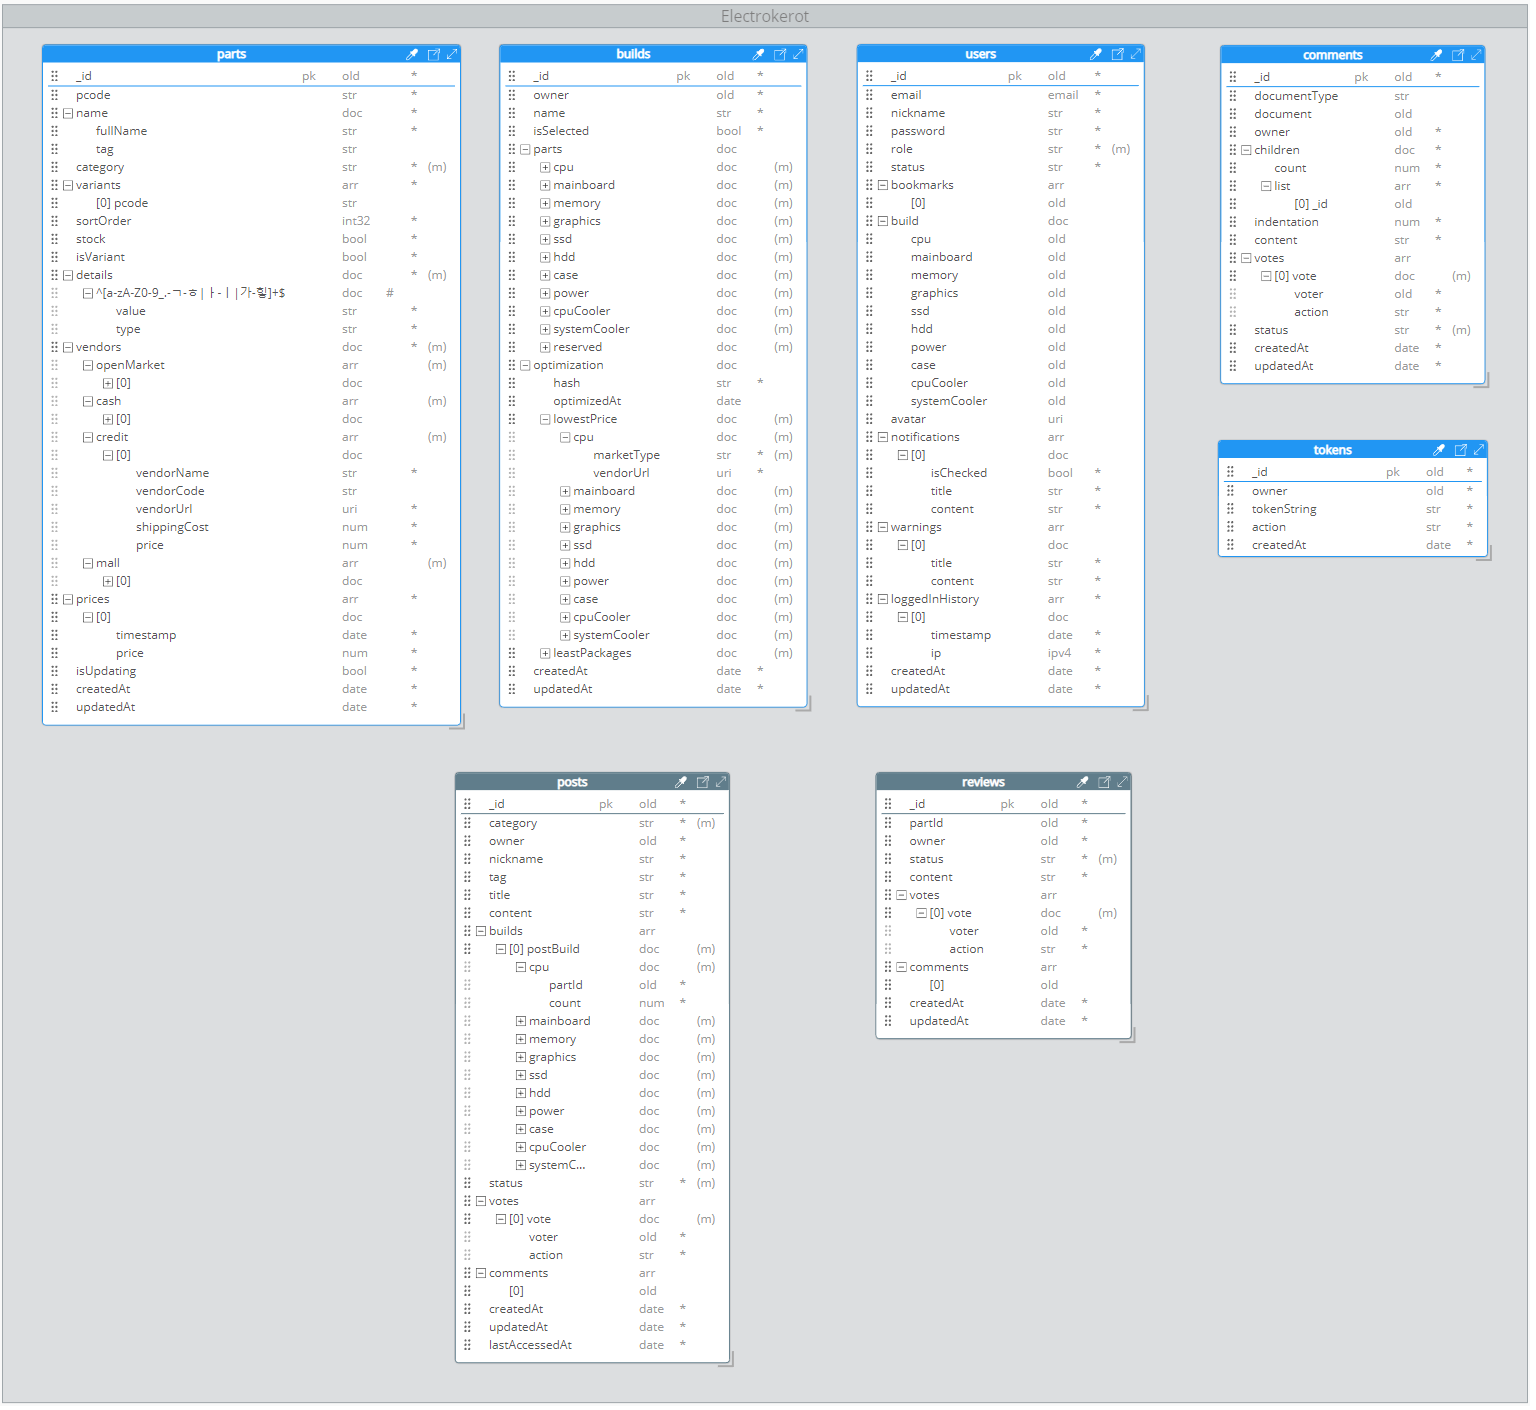 Electrokerot
parts
_id pk oId *
pcode str *
name doc *
fullName str *
tag str
category str * (m)
variants arr *
[0] pcode str
sortOrder int32 *
stock bool *
isVariant bool *
details doc * (m)
^[a-zA-Z0-9_.-ㄱ-ㅎ|ㅏ-ㅣ|가-힣]+$ doc #
value str *
type str *
vendors doc * (m)
openMarket arr (m)
[0] doc
cash arr (m)
[0] doc
credit arr (m)
[0] doc
vendorName str *
vendorCode str
vendorUrl uri *
shippingCost num *
price num *
mall arr (m)
[0] doc
prices arr *
[0] doc
timestamp date *
price num *
isUpdating bool *
createdAt date *
updatedAt date *
builds
_id pk oId *
owner oId *
name str *
isSelected bool *
parts doc
cpu doc (m)
mainboard doc (m)
memory doc (m)
graphics doc (m)
ssd doc (m)
hdd doc (m)
case doc (m)
power doc (m)
cpuCooler doc (m)
systemCooler doc (m)
reserved doc (m)
optimization doc
hash str *
optimizedAt date
lowestPrice doc (m)
cpu doc (m)
marketType str * (m)
vendorUrl uri *
mainboard doc (m)
memory doc (m)
graphics doc (m)
ssd doc (m)
hdd doc (m)
power doc (m)
case doc (m)
cpuCooler doc (m)
systemCooler doc (m)
leastPackages doc (m)
createdAt date *
updatedAt date *
users
_id pk oId *
email email *
nickname str *
password str *
role str * (m)
status str *
bookmarks arr
[0] oId
build doc
cpu oId
mainboard oId
memory oId
graphics oId
ssd oId
hdd oId
power oId
case oId
cpuCooler oId
systemCooler oId
avatar uri
notifications arr
[0] doc
isChecked bool *
title str *
content str *
warnings arr
[0] doc
title str *
content str *
loggedInHistory arr *
[0] doc
timestamp date *
ip ipv4 *
createdAt date *
updatedAt date *
comments
_id pk oId *
documentType str
document oId
owner oId *
children doc *
count num *
list arr *
[0] _id oId
indentation num *
content str *
votes arr
[0] vote doc (m)
voter oId *
action str *
status str * (m)
createdAt date *
updatedAt date *
tokens
_id pk oId *
owner oId *
tokenString str *
action str *
createdAt date *
posts
_id pk oId *
category str * (m)
owner oId *
nickname str *
tag str *
title str *
content str *
builds arr
[0] postBuild doc (m)
cpu doc (m)
partId oId *
count num *
mainboard doc (m)
memory doc (m)
graphics doc (m)
ssd doc (m)
hdd doc (m)
power doc (m)
case doc (m)
cpuCooler doc (m)
systemC... doc (m)
status str * (m)
votes arr
[0] vote doc (m)
voter oId *
action str *
comments arr
[0] oId
createdAt date *
updatedAt date *
lastAccessedAt date *
reviews
_id pk oId *
partId oId *
owner oId *
status str * (m)
content str *
votes arr
[0] vote doc (m)
voter oId *
action str *
comments arr
[0] oId
createdAt date *
updatedAt date *